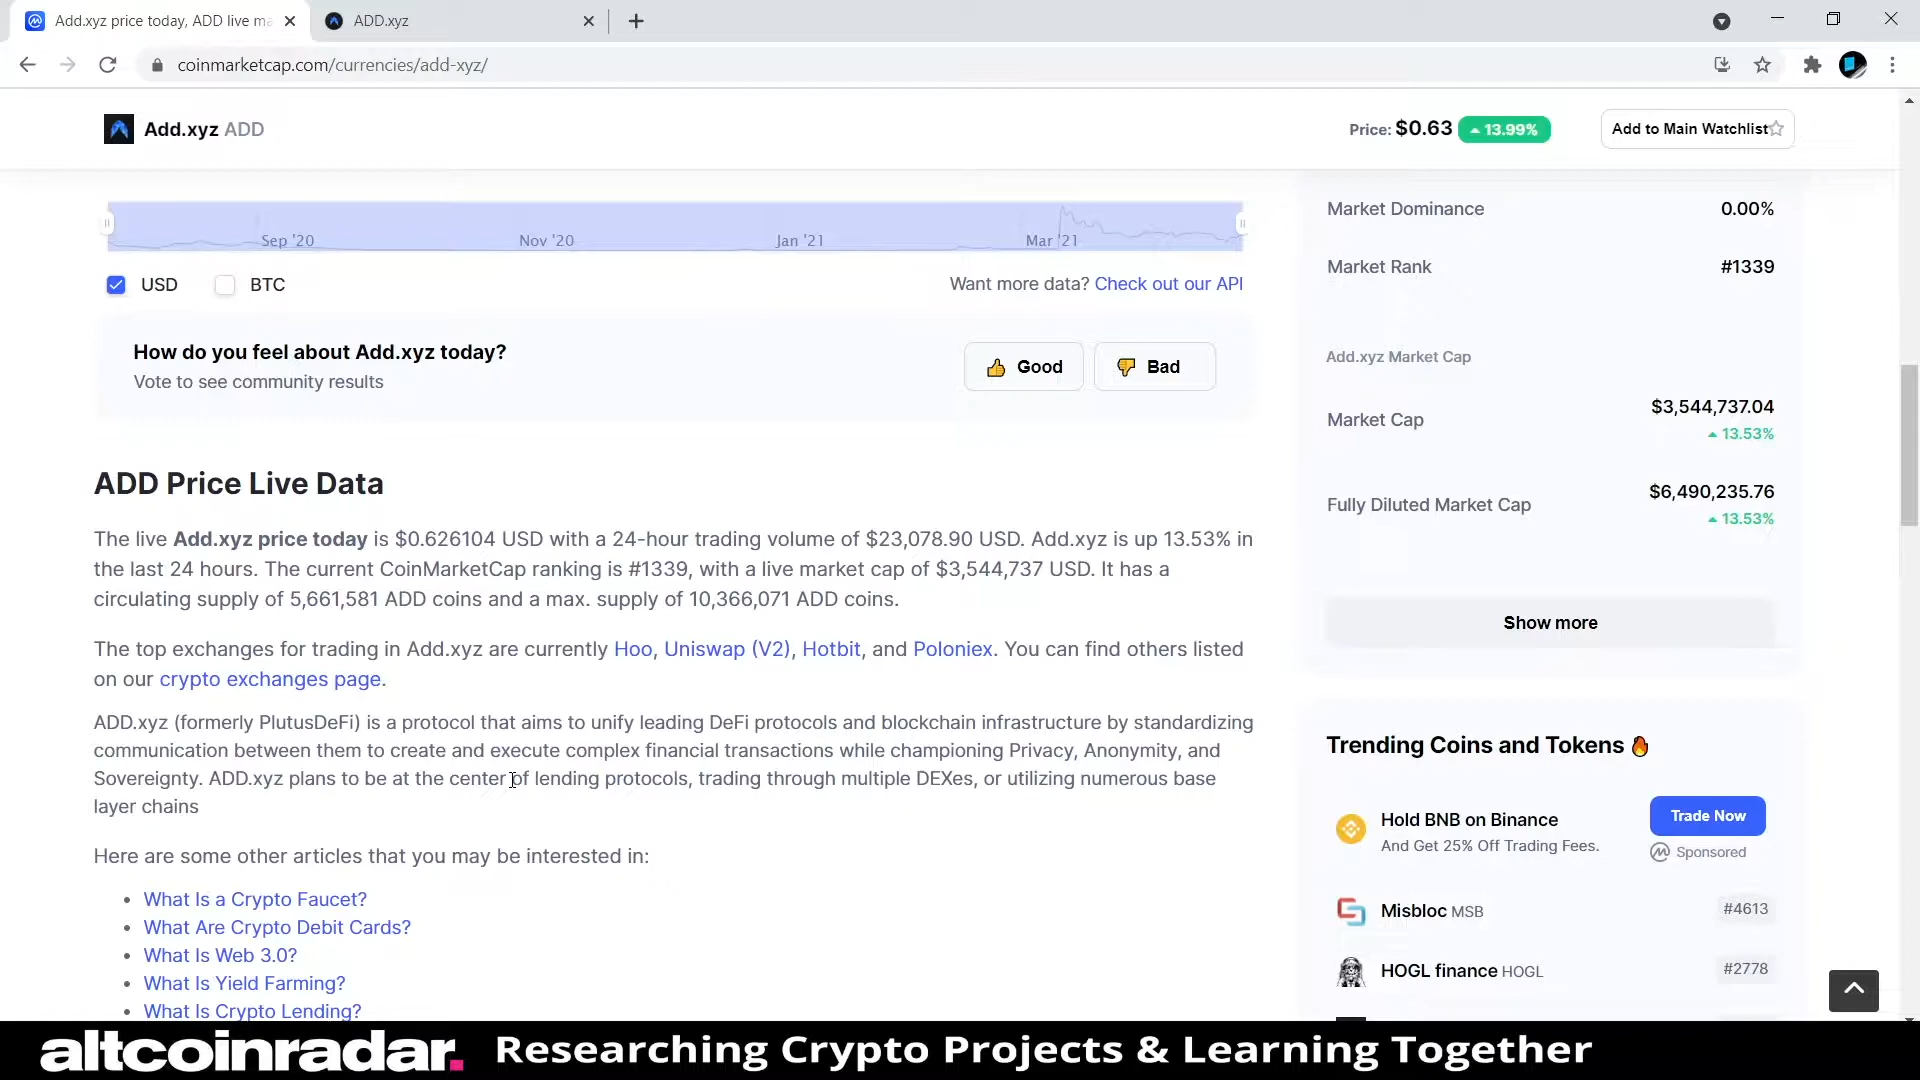 Add.xyz price today, ADD live ma
ADD.xyz
coinmarketcap.com/currencies/add-xyz/
Add.xyz ADD
Price: $0.63 13.99%
Add to Main Watchlist
Sep '20 Nov '20 Jan '21 Mar '21
USD BTC
Want more data? Check out our API
How do you feel about Add.xyz today?
Vote to see community results
Good
Bad
ADD Price Live Data
The live Add.xyz price today is $0.626104 USD with a 24-hour trading volume of $23,078.90 USD. Add.xyz is up 13.53% in
the last 24 hours. The current CoinMarketCap ranking is #1339, with a live market cap of $3,544,737 USD. It has a
circulating supply of 5,661,581 ADD coins and a max. supply of 10,366,071 ADD coins.
The top exchanges for trading in Add.xyz are currently Hoo, Uniswap (V2), Hotbit, and Poloniex. You can find others listed
on our crypto exchanges page.
ADD.xyz (formerly PlutusDeFi) is a protocol that aims to unify leading DeFi protocols and blockchain infrastructure by standardizing
communication between them to create and execute complex financial transactions while championing Privacy, Anonymity, and
Sovereignty. ADD.xyz plans to be at the center of lending protocols, trading through multiple DEXes, or utilizing numerous base
layer chains
Here are some other articles that you may be interested in:
What Is a Crypto Faucet?
What Are Crypto Debit Cards?
What Is Web 3.0?
What Is Yield Farming?
What Is Crypto Lending?
Market Dominance 0.00%
Market Rank #1339
Add.xyz Market Cap
Market Cap $3,544,737.04
13.53%
Fully Diluted Market Cap $6,490,235.76
13.53%
Show more
Trending Coins and Tokens
Hold BNB on Binance
And Get 25% Off Trading Fees.
Trade Now
Sponsored
Misbloc MSB #4613
HOGL finance HOGL #2778
altcoinradar. Researching Crypto Projects & Learning Together